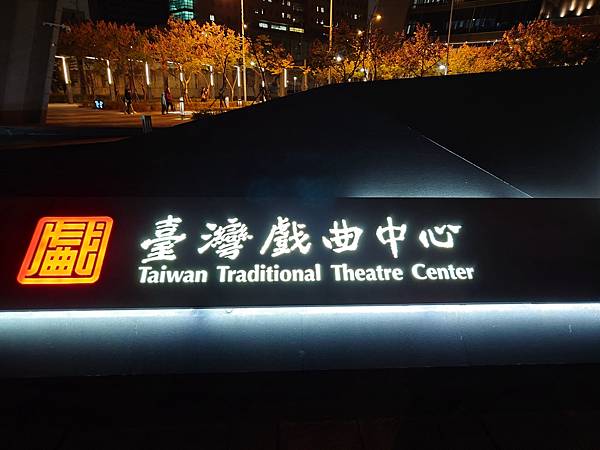 戲
臺灣戲曲中心
Taiwan Traditional Theatre Center